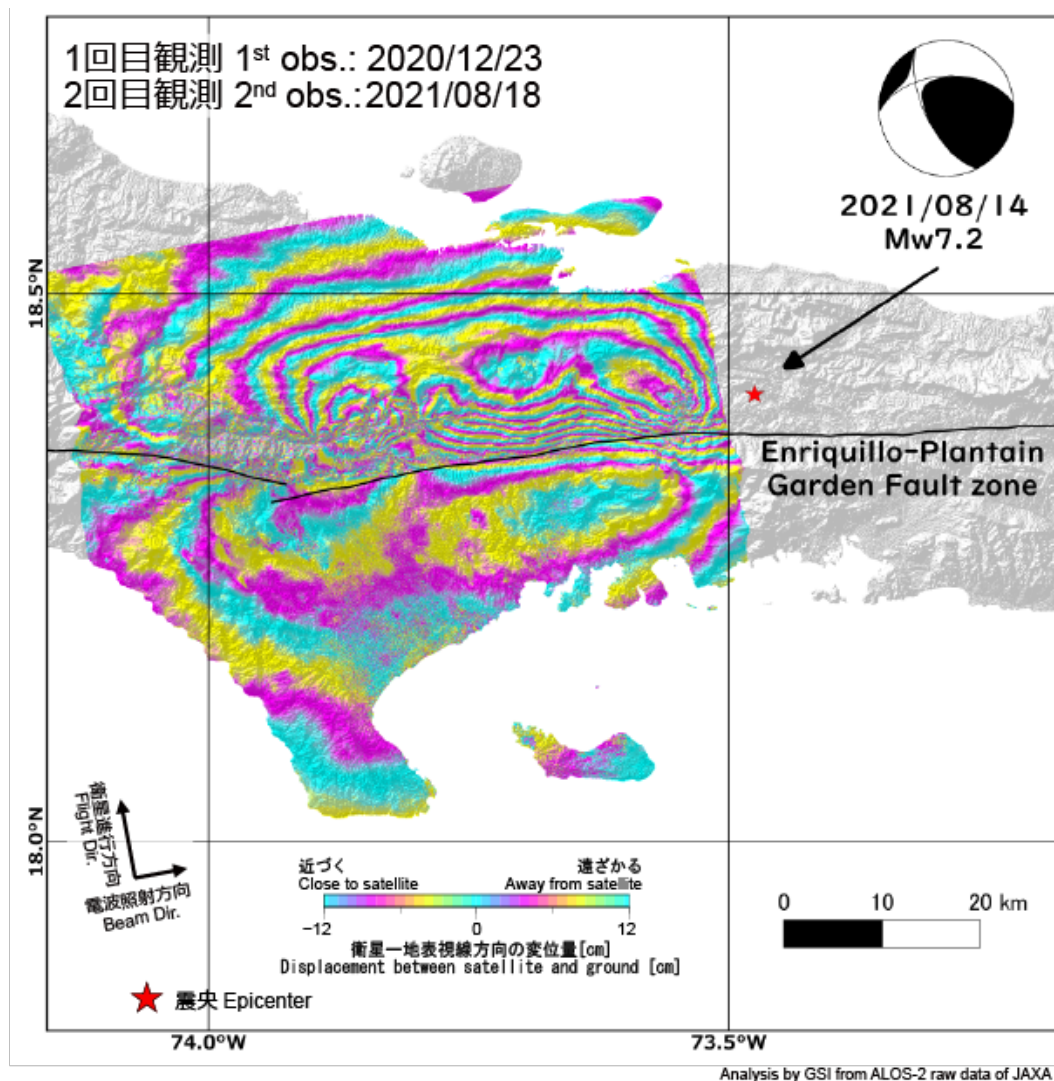 1回目観測 1st obs.: 2020/12/23
2回目観測 2nd obs.:2021/08/18
2021/08/14
Mw7.2
18.5°N
Enriquillo-Plantain
Garden Fault zone
18.0°N
衛星進行方向
Flight Dir.
電波照射方向
Beam Dir.
近づく 遠ざかる
Close to satellite Away from satellite
−12 0 12
衛星—地表視線方向の変位量[cm]
Displacement between satellite and ground [cm]
0 10 20 km
震央 Epicenter
74.0°W 73.5°W
Analysis by GSI from ALOS-2 raw data of JAXA